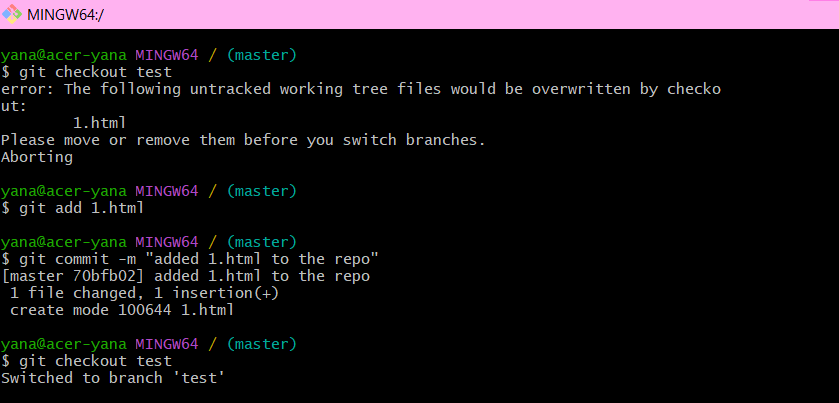 MINGW64:/
yana@acer-yana MINGW64 / (master)
$ git checkout test
error: The following untracked working tree files would be overwritten by checko
ut:
        1.html
Please move or remove them before you switch branches.
Aborting
yana@acer-yana MINGW64 / (master)
$ git add 1.html
yana@acer-yana MINGW64 / (master)
$ git commit -m "added 1.html to the repo"
[master 70bfb02] added 1.html to the repo
 1 file changed, 1 insertion(+)
 create mode 100644 1.html
yana@acer-yana MINGW64 / (master)
$ git checkout test
Switched to branch 'test'